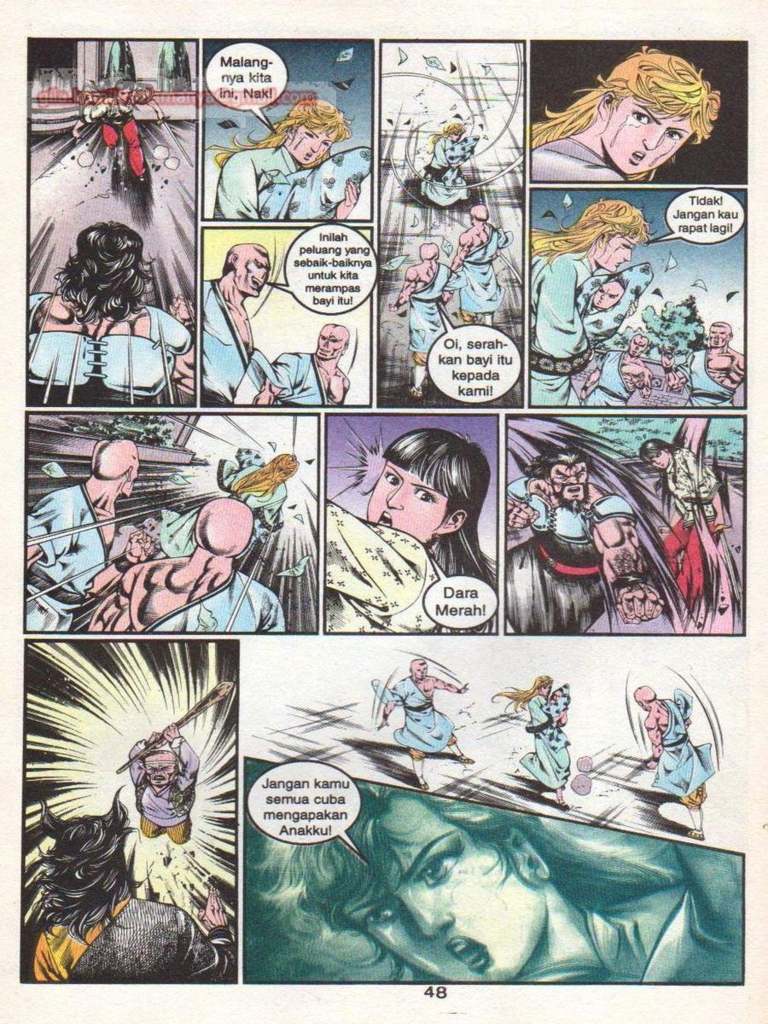 Malang-
nya kita
ini, Nak!
Inilah
peluang yang
sebaik-baiknya
untuk kita
merampas
bayi itu!
Oi, serah-
kan bayi itu
kepada
kami!
Tidak!
Jangan kau
rapat lagi!
Dara
Merah!
Jangan kamu
semua cuba
mengapakan
Anakku!
48